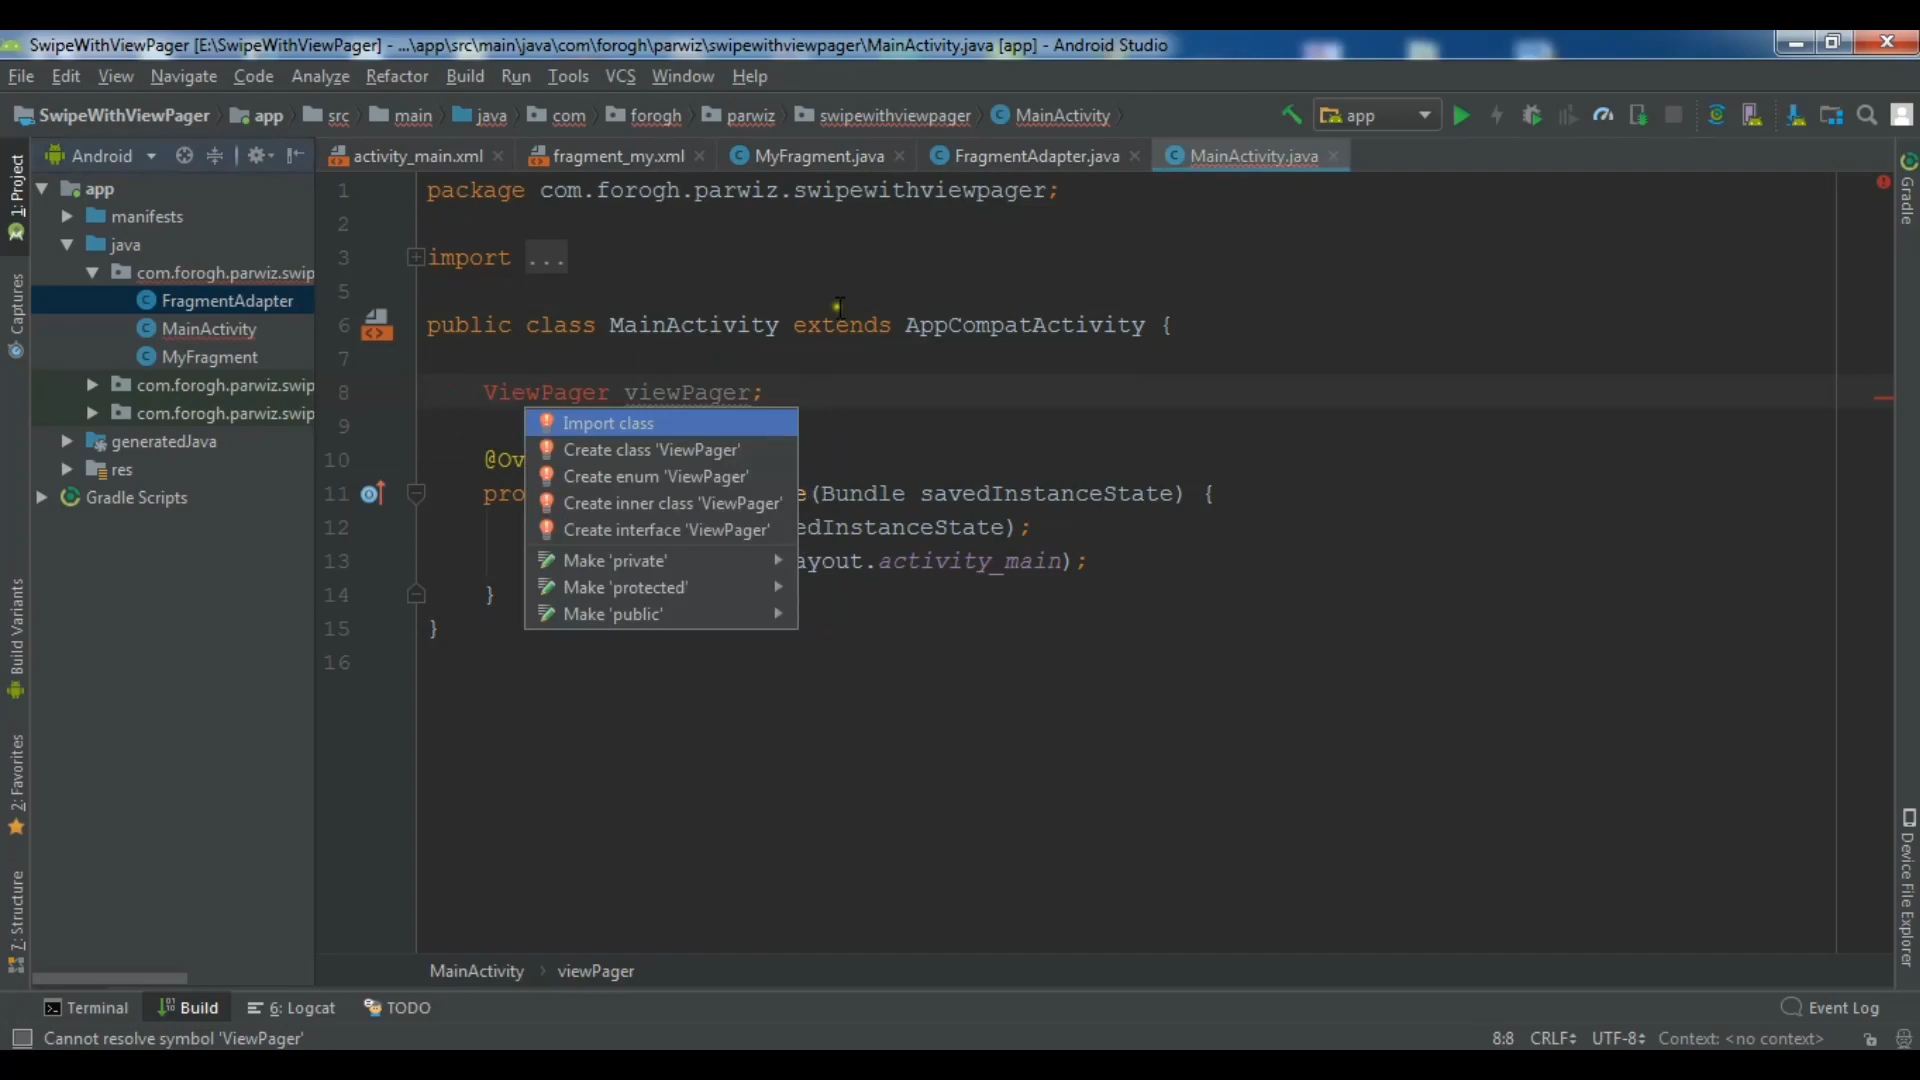 SwipeWithViewPager [E:\SwipeWithViewPager] - ...\app\src\main\java\com\forogh\parwiz\swipewithviewpager\MainActivity.java [app] - Android Studio
File Edit View Navigate Code Analyze Refactor Build Run Tools VCS Window Help
SwipeWithViewPager app src main java com forogh parwiz swipewithviewpager MainActivity app
Android activity_main.xml fragment_my.xml MyFragment.java FragmentAdapter.java MainActivity.java
1: Project
Captures
Build Variants
2: Favorites
7: Structure
app
manifests
java
com.forogh.parwiz.swip
FragmentAdapter
MainActivity
MyFragment
com.forogh.parwiz.swip
com.forogh.parwiz.swip
generatedJava
res
Gradle Scripts
1 package com.forogh.parwiz.swipewithviewpager;
2
3 import ...
5
6 public class MainActivity extends AppCompatActivity {
7
8 ViewPager viewPager;
9
10 @Ov
11 pro e(Bundle savedInstanceState) {
12 edInstanceState);
13 ayout.activity_main);
14 }
15 }
16
Import class
Create class 'ViewPager'
Create enum 'ViewPager'
Create inner class 'ViewPager'
Create interface 'ViewPager'
Make 'private'
Make 'protected'
Make 'public'
Gradle
Device File Explorer
MainActivity › viewPager
Terminal Build 6: Logcat TODO Event Log
Cannot resolve symbol 'ViewPager' 8:8 CRLF UTF-8 Context: <no context>